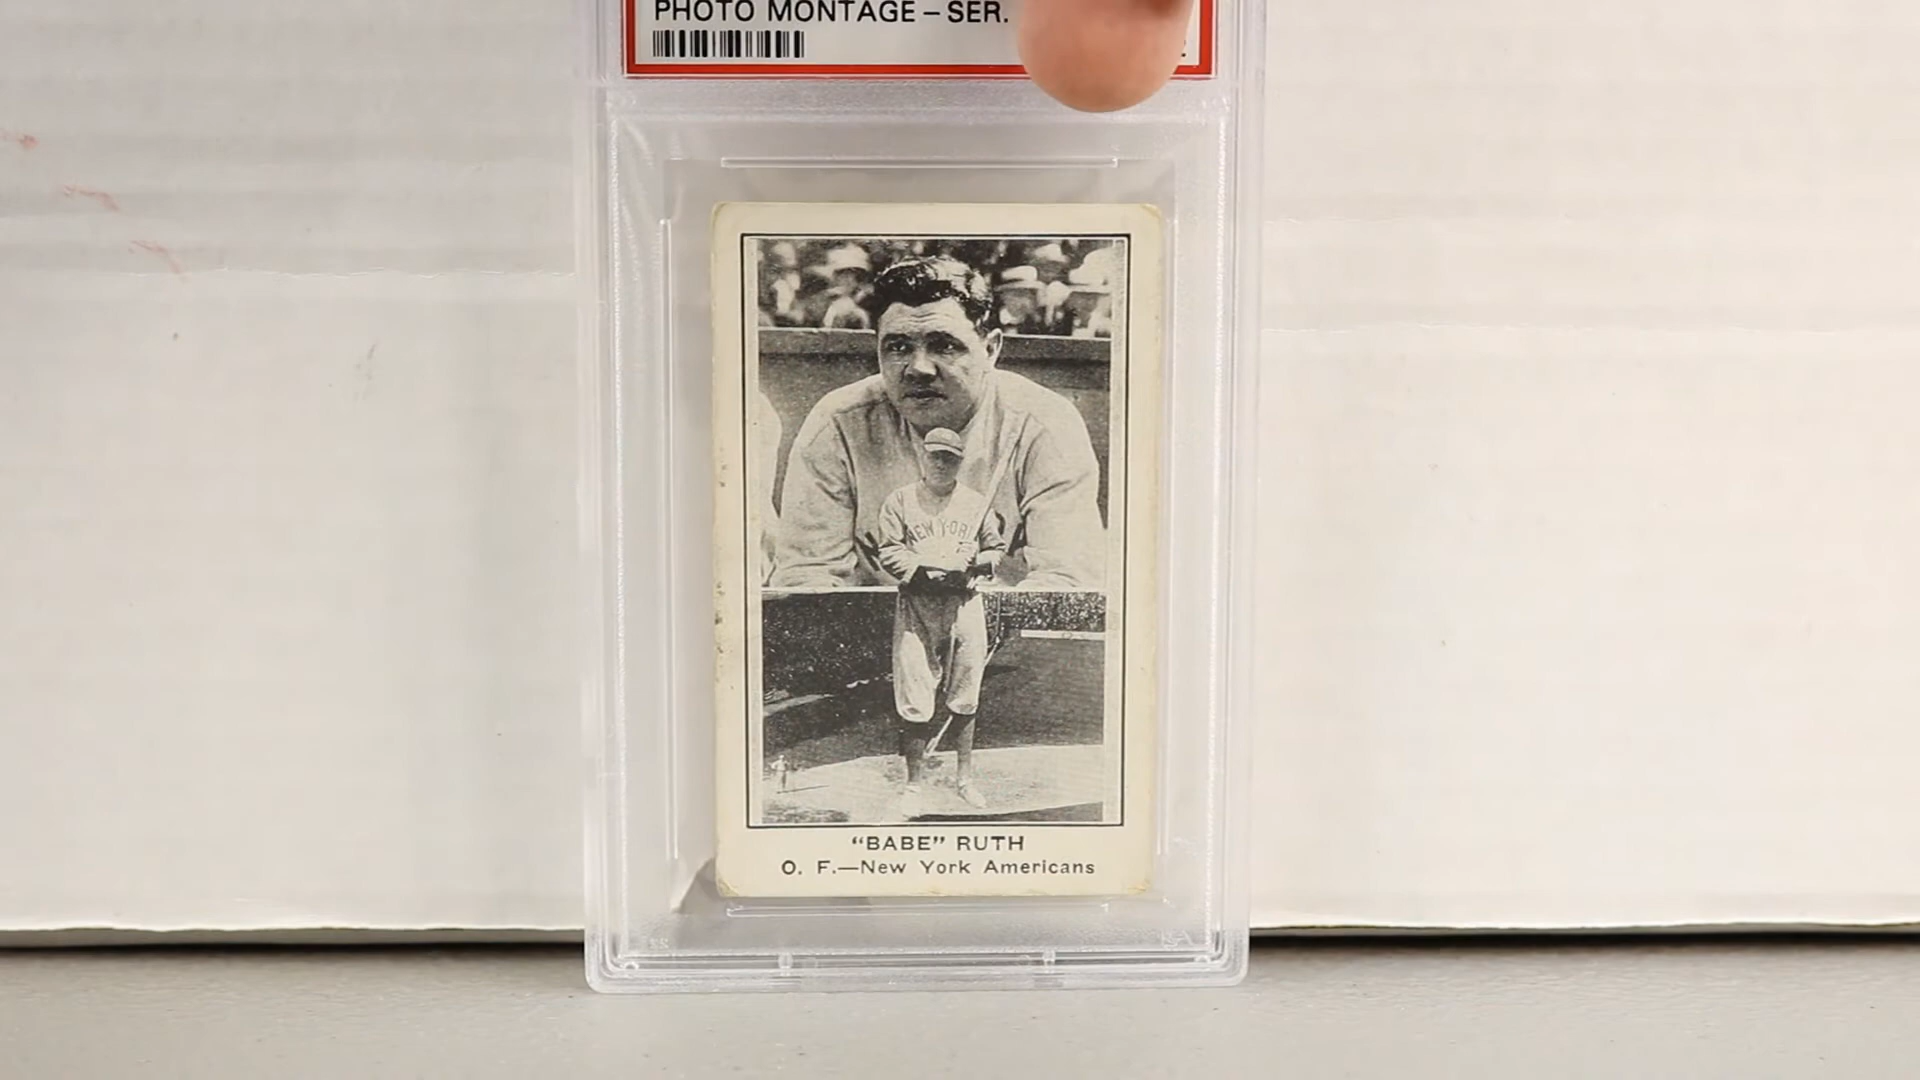 PHOTO MONTAGE – SER.
NEW YORK
“BABE” RUTH
O. F.—New York Americans